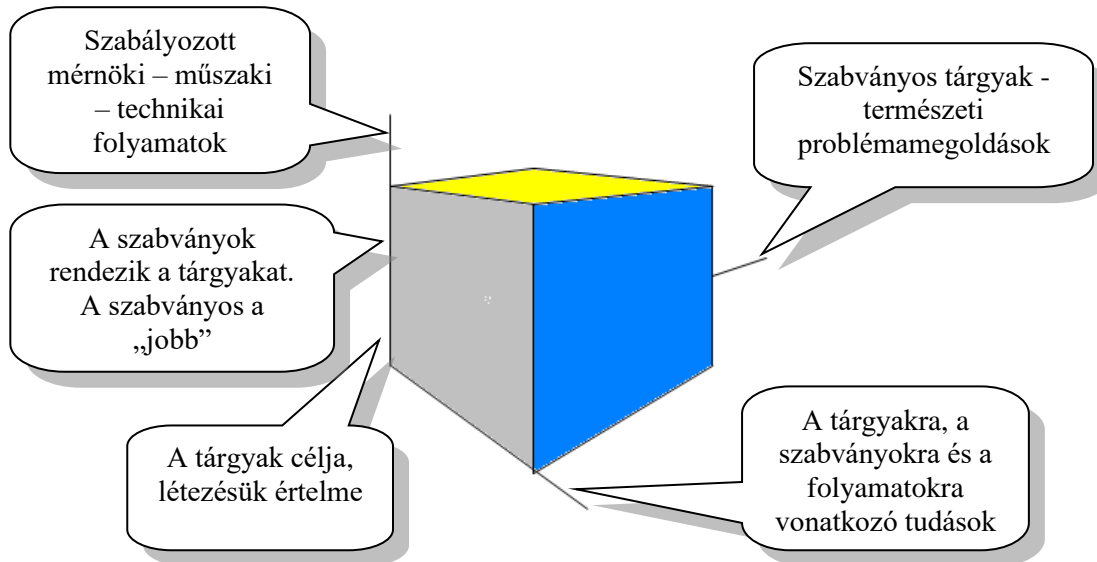 Szabályozott
mérnöki – műszaki
– technikai
folyamatok
Szabványos tárgyak -
természeti
problémamegoldások
A szabványok
rendezik a tárgyakat.
A szabványos a
„jobb”
A tárgyak célja,
létezésük értelme
A tárgyakra, a
szabványokra és a
folyamatokra
vonatkozó tudások